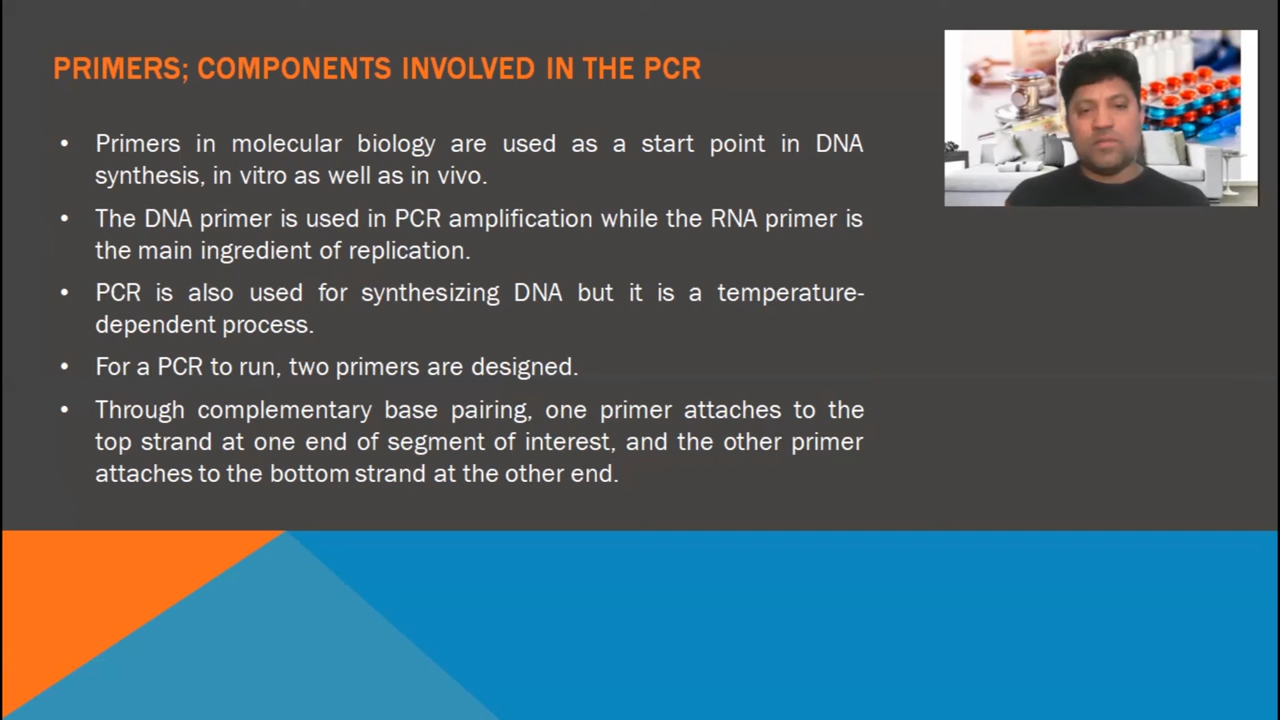 PRIMERS; COMPONENTS INVOLVED IN THE PCR
• Primers in molecular biology are used as a start point in DNA
synthesis, in vitro as well as in vivo.
• The DNA primer is used in PCR amplification while the RNA primer is
the main ingredient of replication.
• PCR is also used for synthesizing DNA but it is a temperature-
dependent process.
• For a PCR to run, two primers are designed.
• Through complementary base pairing, one primer attaches to the
top strand at one end of segment of interest, and the other primer
attaches to the bottom strand at the other end.